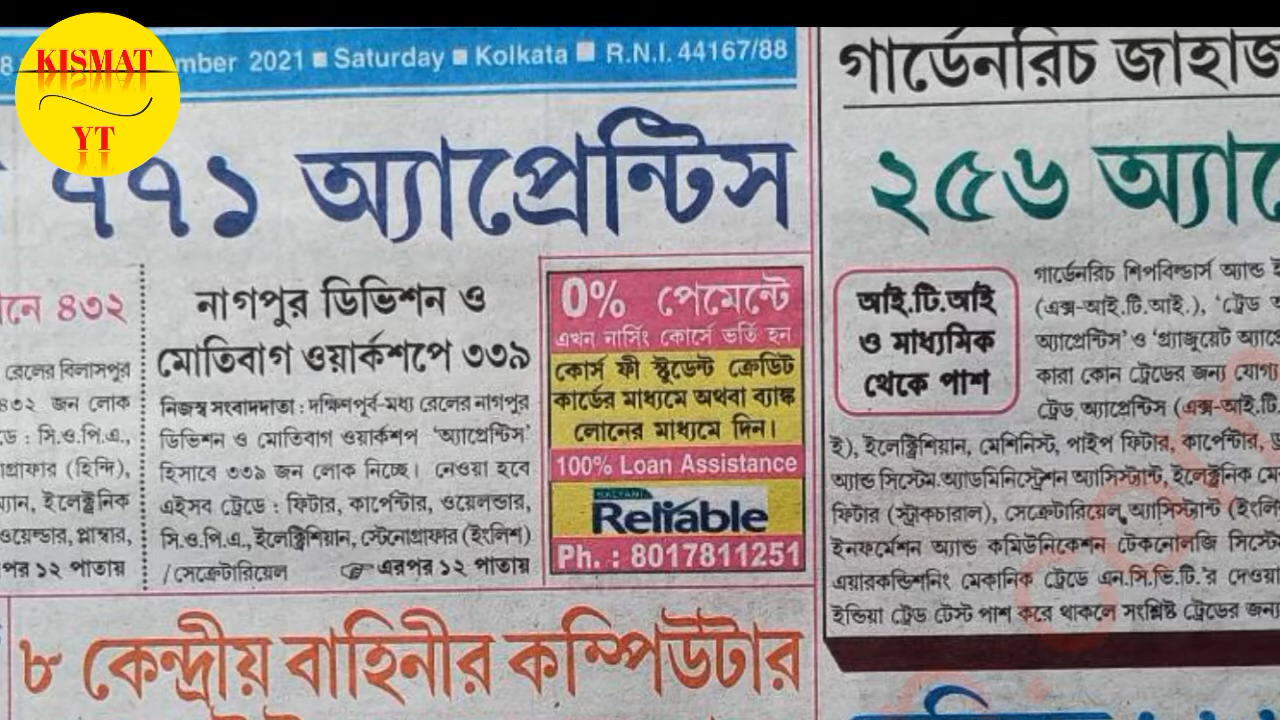 KISMAT
YT
2021 ■ Saturday ■ Kolkata ■ R.N.I. 44167/88
৭৭১ অ্যাপ্রেন্টিস
৪৩২
রেলের বিলাসপুর
৪৩২ জন লোক
সি.ও.পি.এ.,
(হিন্দি),
ইলেক্ট্রনিক
ওয়েল্ডার, প্লাম্বার,
১২ পাতায়
নাগপুর ডিভিশন ও
মোতিবাগ ওয়ার্কশপে ৩৩৯
নিজস্ব সংবাদদাতা : দক্ষিণপূর্ব-মধ্য রেলের নাগপুর
ডিভিশন ও মোতিবাগ ওয়ার্কশপ 'অ্যাপ্রেন্টিস'
হিসাবে ৩৩৯ জন লোক নিচ্ছে। নেওয়া হবে
এইসব ট্রেডে : ফিটার, কার্পেন্টার, ওয়েলন্ডার,
সি.ও.পি.এ., ইলেক্ট্রিশিয়ান, স্টেনোগ্রাফার (ইংলিশ)
/সেক্রেটারিয়েল ☞ এরপর ১২ পাতায়
0% পেমেন্টে
এখন নার্সিং কোর্সে ভর্তি হন
কোর্স ফী স্টুডেন্ট ক্রেডিট
কার্ডের মাধ্যমে অথবা ব্যাঙ্ক
লোনের মাধ্যমে দিন।
100% Loan Assistance
KALYANI
Reliable
Ph. : 8017811251
৮ কেন্দ্রীয় বাহিনীর কম্পিউটার
গার্ডেনরিচ জাহাজ
২৫৬
আই.টি.আই
ও মাধ্যমিক
থেকে পাশ
গার্ডেনরিচ শিপবিল্ডার্স অ্যান্ড
(এক্স-আই.টি.আই.), 'ট্রেড
অ্যাপ্রেন্টিস' ও 'গ্র্যাজুয়েট
কারা কোন ট্রেডের জন্য যোগ্য
ট্রেড অ্যাপ্রেন্টিস (এক্স-আই.টি.
ই), ইলেক্ট্রিশিয়ান, মেশিনিস্ট, পাইপ ফিটার, কার্পেন্টার,
অ্যান্ড সিস্টেম অ্যাডমিনিস্ট্রেশন অ্যাসিস্ট্যান্ট, ইলেক্ট্রনিক
ফিটার (স্ট্রাকচারাল), সেক্রেটারিয়েল অ্যাসিস্ট্যান্ট
ইনফর্মেশন অ্যান্ড কমিউনিকেশন টেকনোলজি
এয়ারকন্ডিশনিং মেকানিক ট্রেডে এন.সি.ভি.টি.'র দেওয়া
ইন্ডিয়া ট্রেড টেস্ট পাশ করে থাকলে সংশ্লিষ্ট ট্রেডের